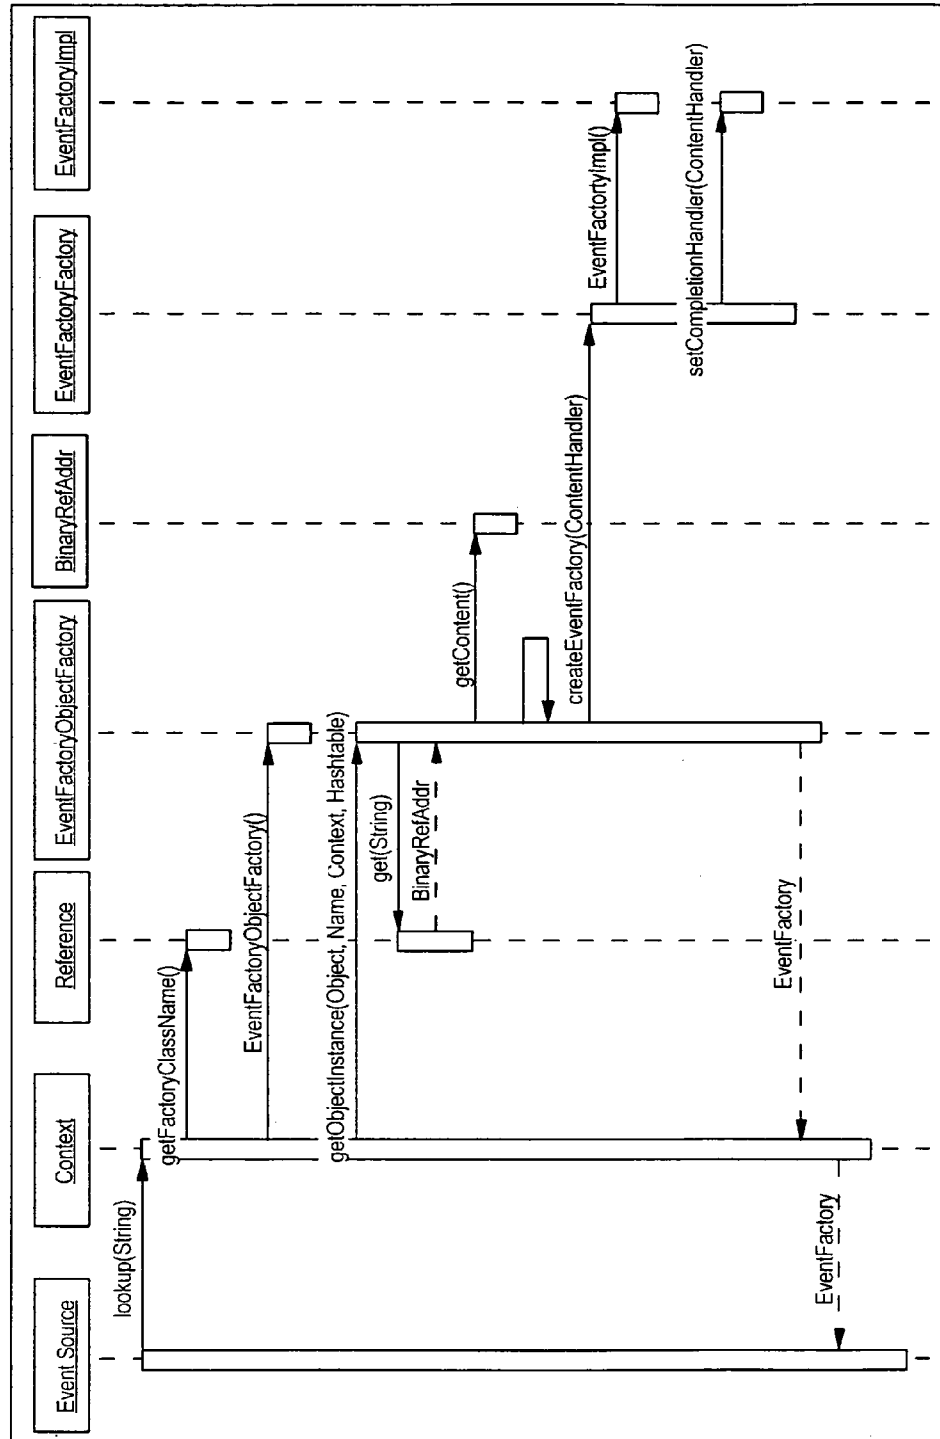 Event Source
Context
Reference
EventFactoryObjectFactory
BinaryRefAddr
EventFactoryFactory
EventFactoryImpl
lookup(String)
getFactoryClassName()
EventFactoryObjectFactory()
getObjectInstance(Object, Name, Context, Hashtable)
get(String)
BinaryRefAddr
getContent()
createEventFactory(ContentHandler)
EventFactortyImpl()
setCompletionHandler(ContentHandler)
EventFactory
EventFactory